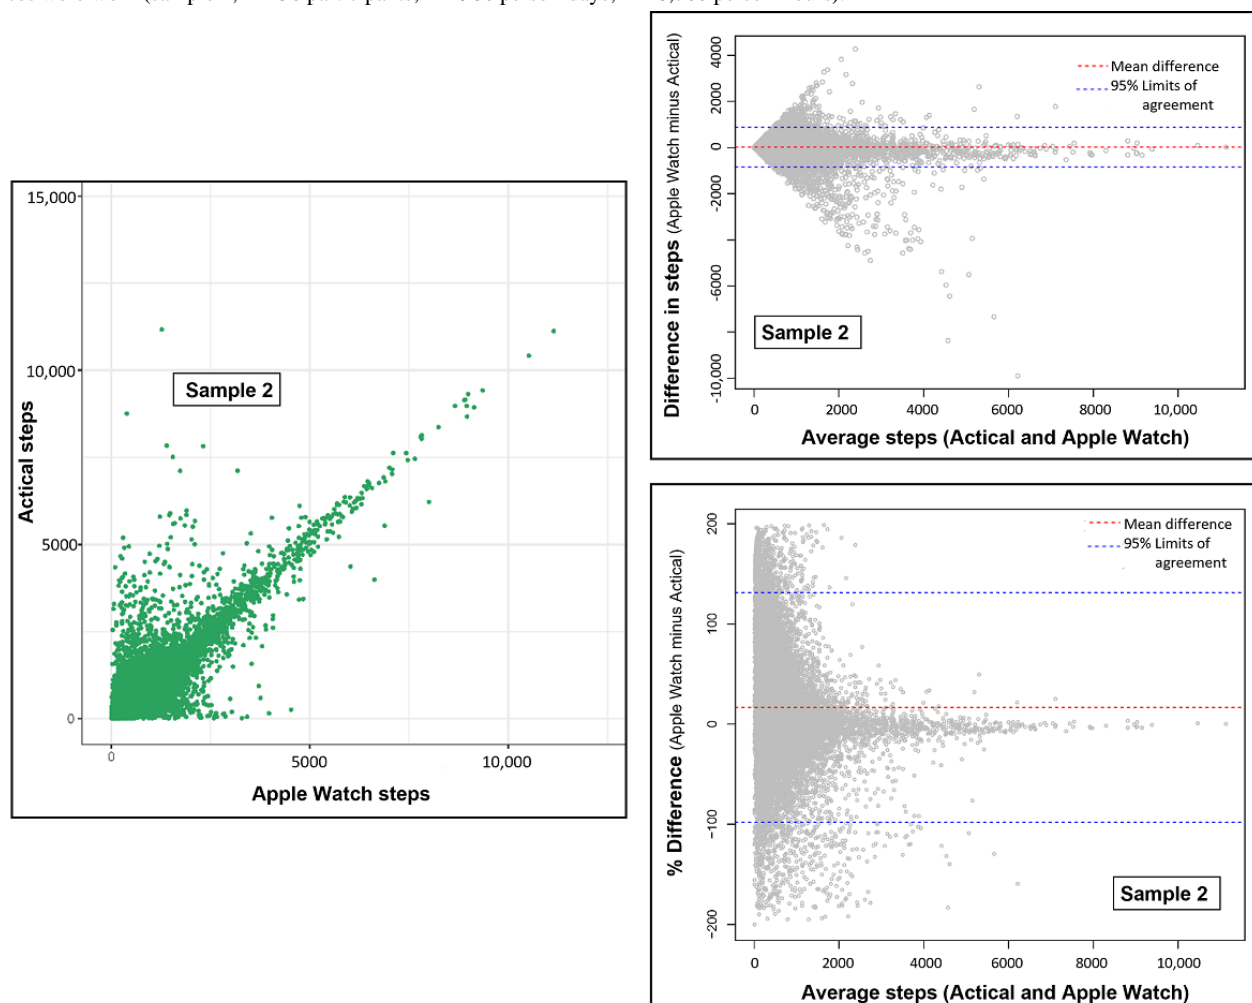 15,000
10,000
5000
0
0
5000
10,000
Sample 2
Actical steps
Apple Watch steps
4000
2000
0
-2000
-6000
-10,000
Difference in steps (Apple Watch minus Actical)
Mean difference
95% Limits of
agreement
Sample 2
0
2000
4000
6000
8000
10,000
Average steps (Actical and Apple Watch)
200
100
0
-100
-200
% Difference (Apple Watch minus Actical)
Mean difference
95% Limits of
agreement
Sample 2
0
2000
4000
6000
8000
10,000
Average steps (Actical and Apple Watch)